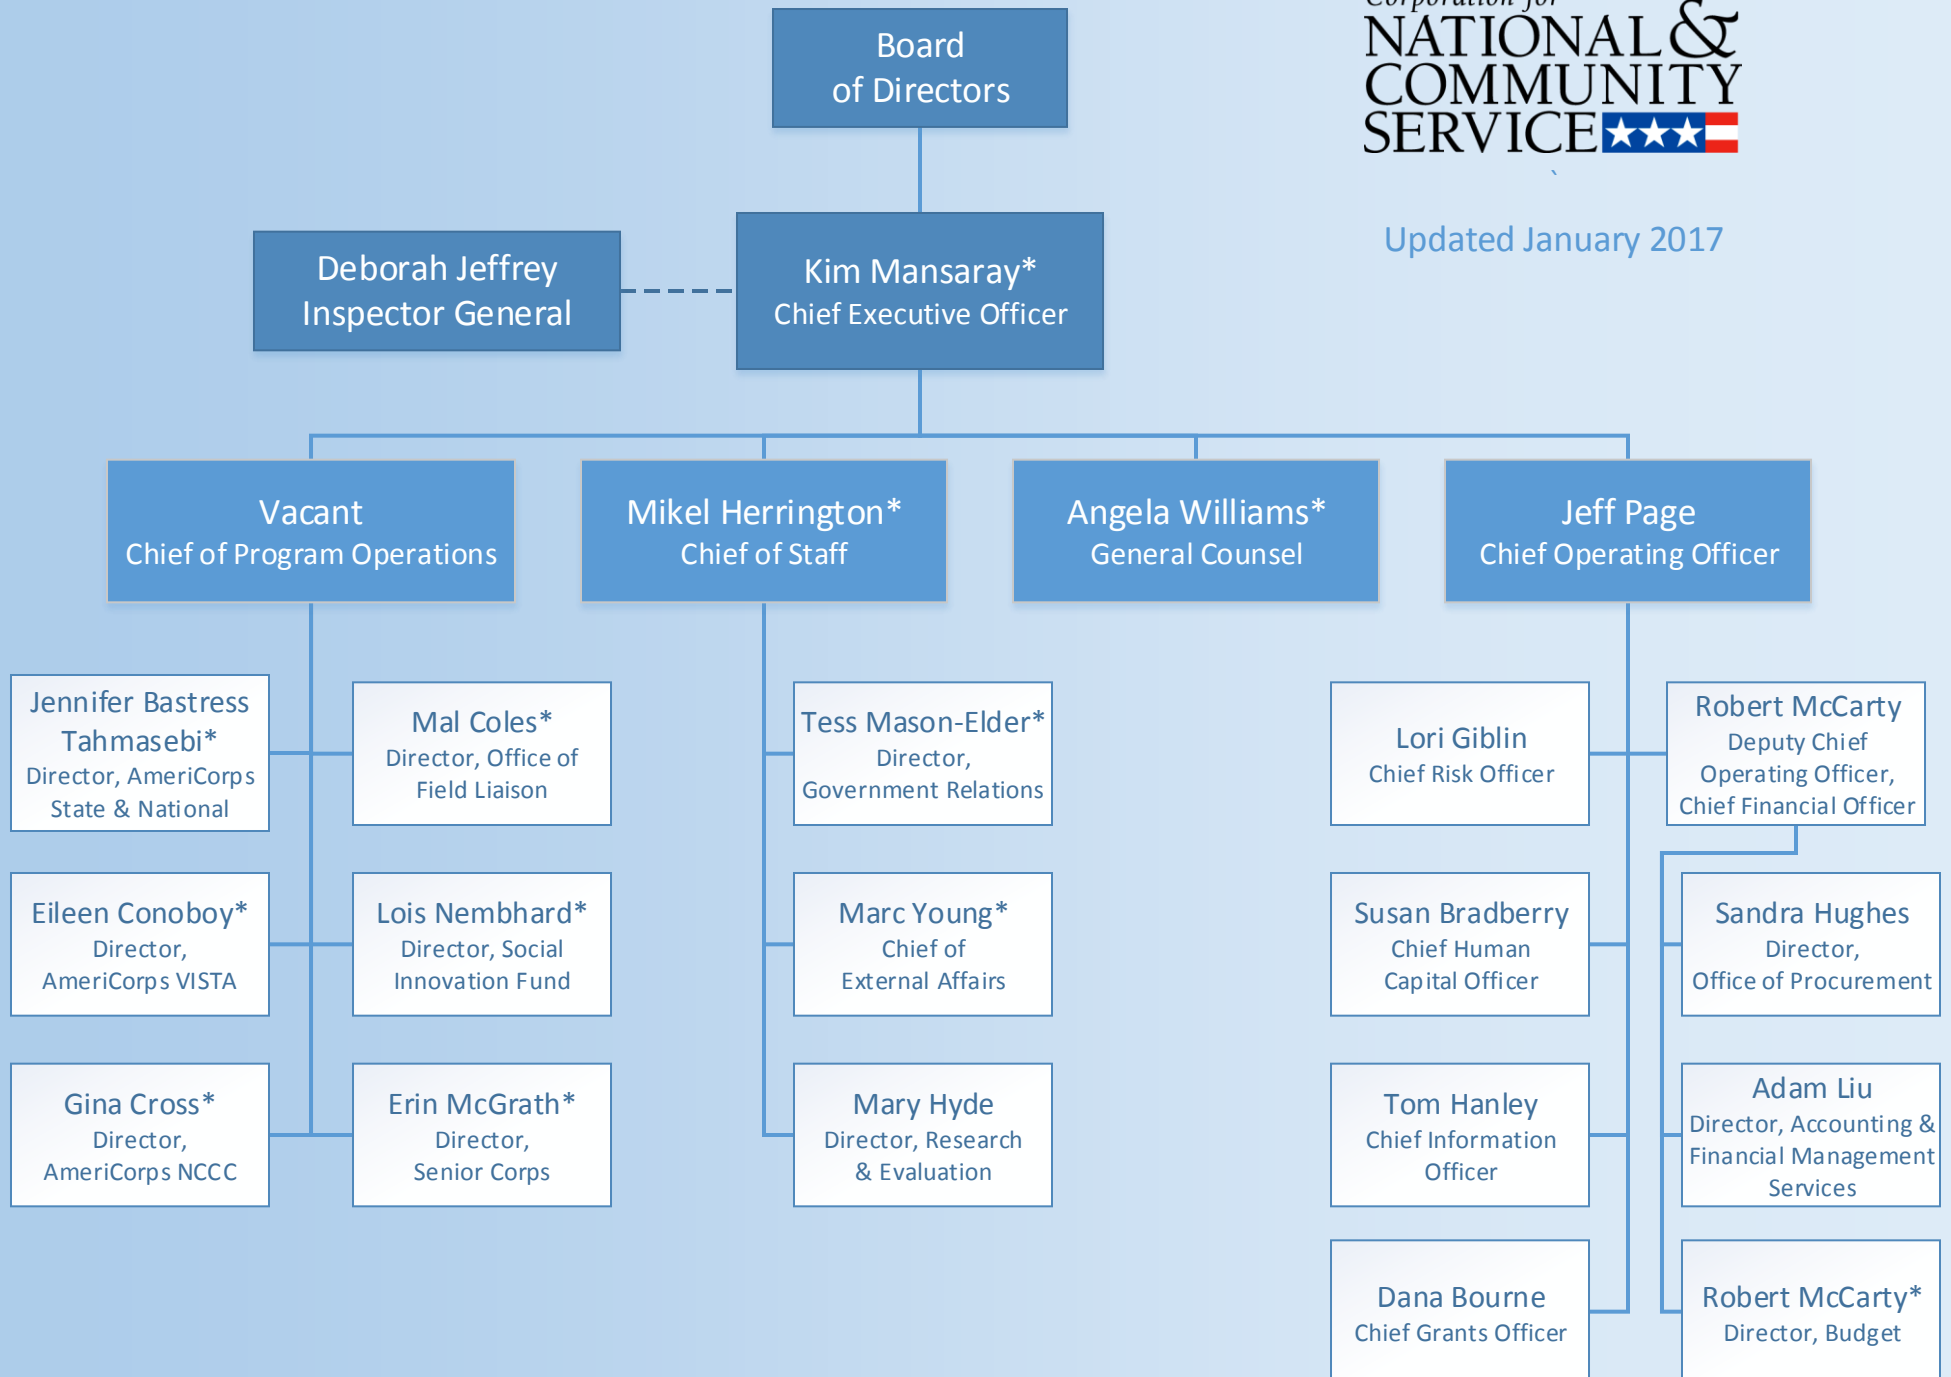 Board
of Directors
Corporation for
NATIONAL &
COMMUNITY
SERVICE
`
Updated January 2017
Deborah Jeffrey
Inspector General
Kim Mansaray*
Chief Executive Officer
Vacant
Chief of Program Operations
Mikel Herrington*
Chief of Staff
Angela Williams*
General Counsel
Jeff Page
Chief Operating Officer
Jennifer Bastress
Tahmasebi*
Director, AmeriCorps
State & National
Mal Coles*
Director, Office of
Field Liaison
Tess Mason-Elder*
Director,
Government Relations
Lori Giblin
Chief Risk Officer
Robert McCarty
Deputy Chief
Operating Officer,
Chief Financial Officer
Eileen Conoboy*
Director,
AmeriCorps VISTA
Lois Nembhard*
Director, Social
Innovation Fund
Marc Young*
Chief of
External Affairs
Susan Bradberry
Chief Human
Capital Officer
Sandra Hughes
Director,
Office of Procurement
Gina Cross*
Director,
AmeriCorps NCCC
Erin McGrath*
Director,
Senior Corps
Mary Hyde
Director, Research
& Evaluation
Tom Hanley
Chief Information
Officer
Adam Liu
Director, Accounting &
Financial Management
Services
Dana Bourne
Chief Grants Officer
Robert McCarty*
Director, Budget